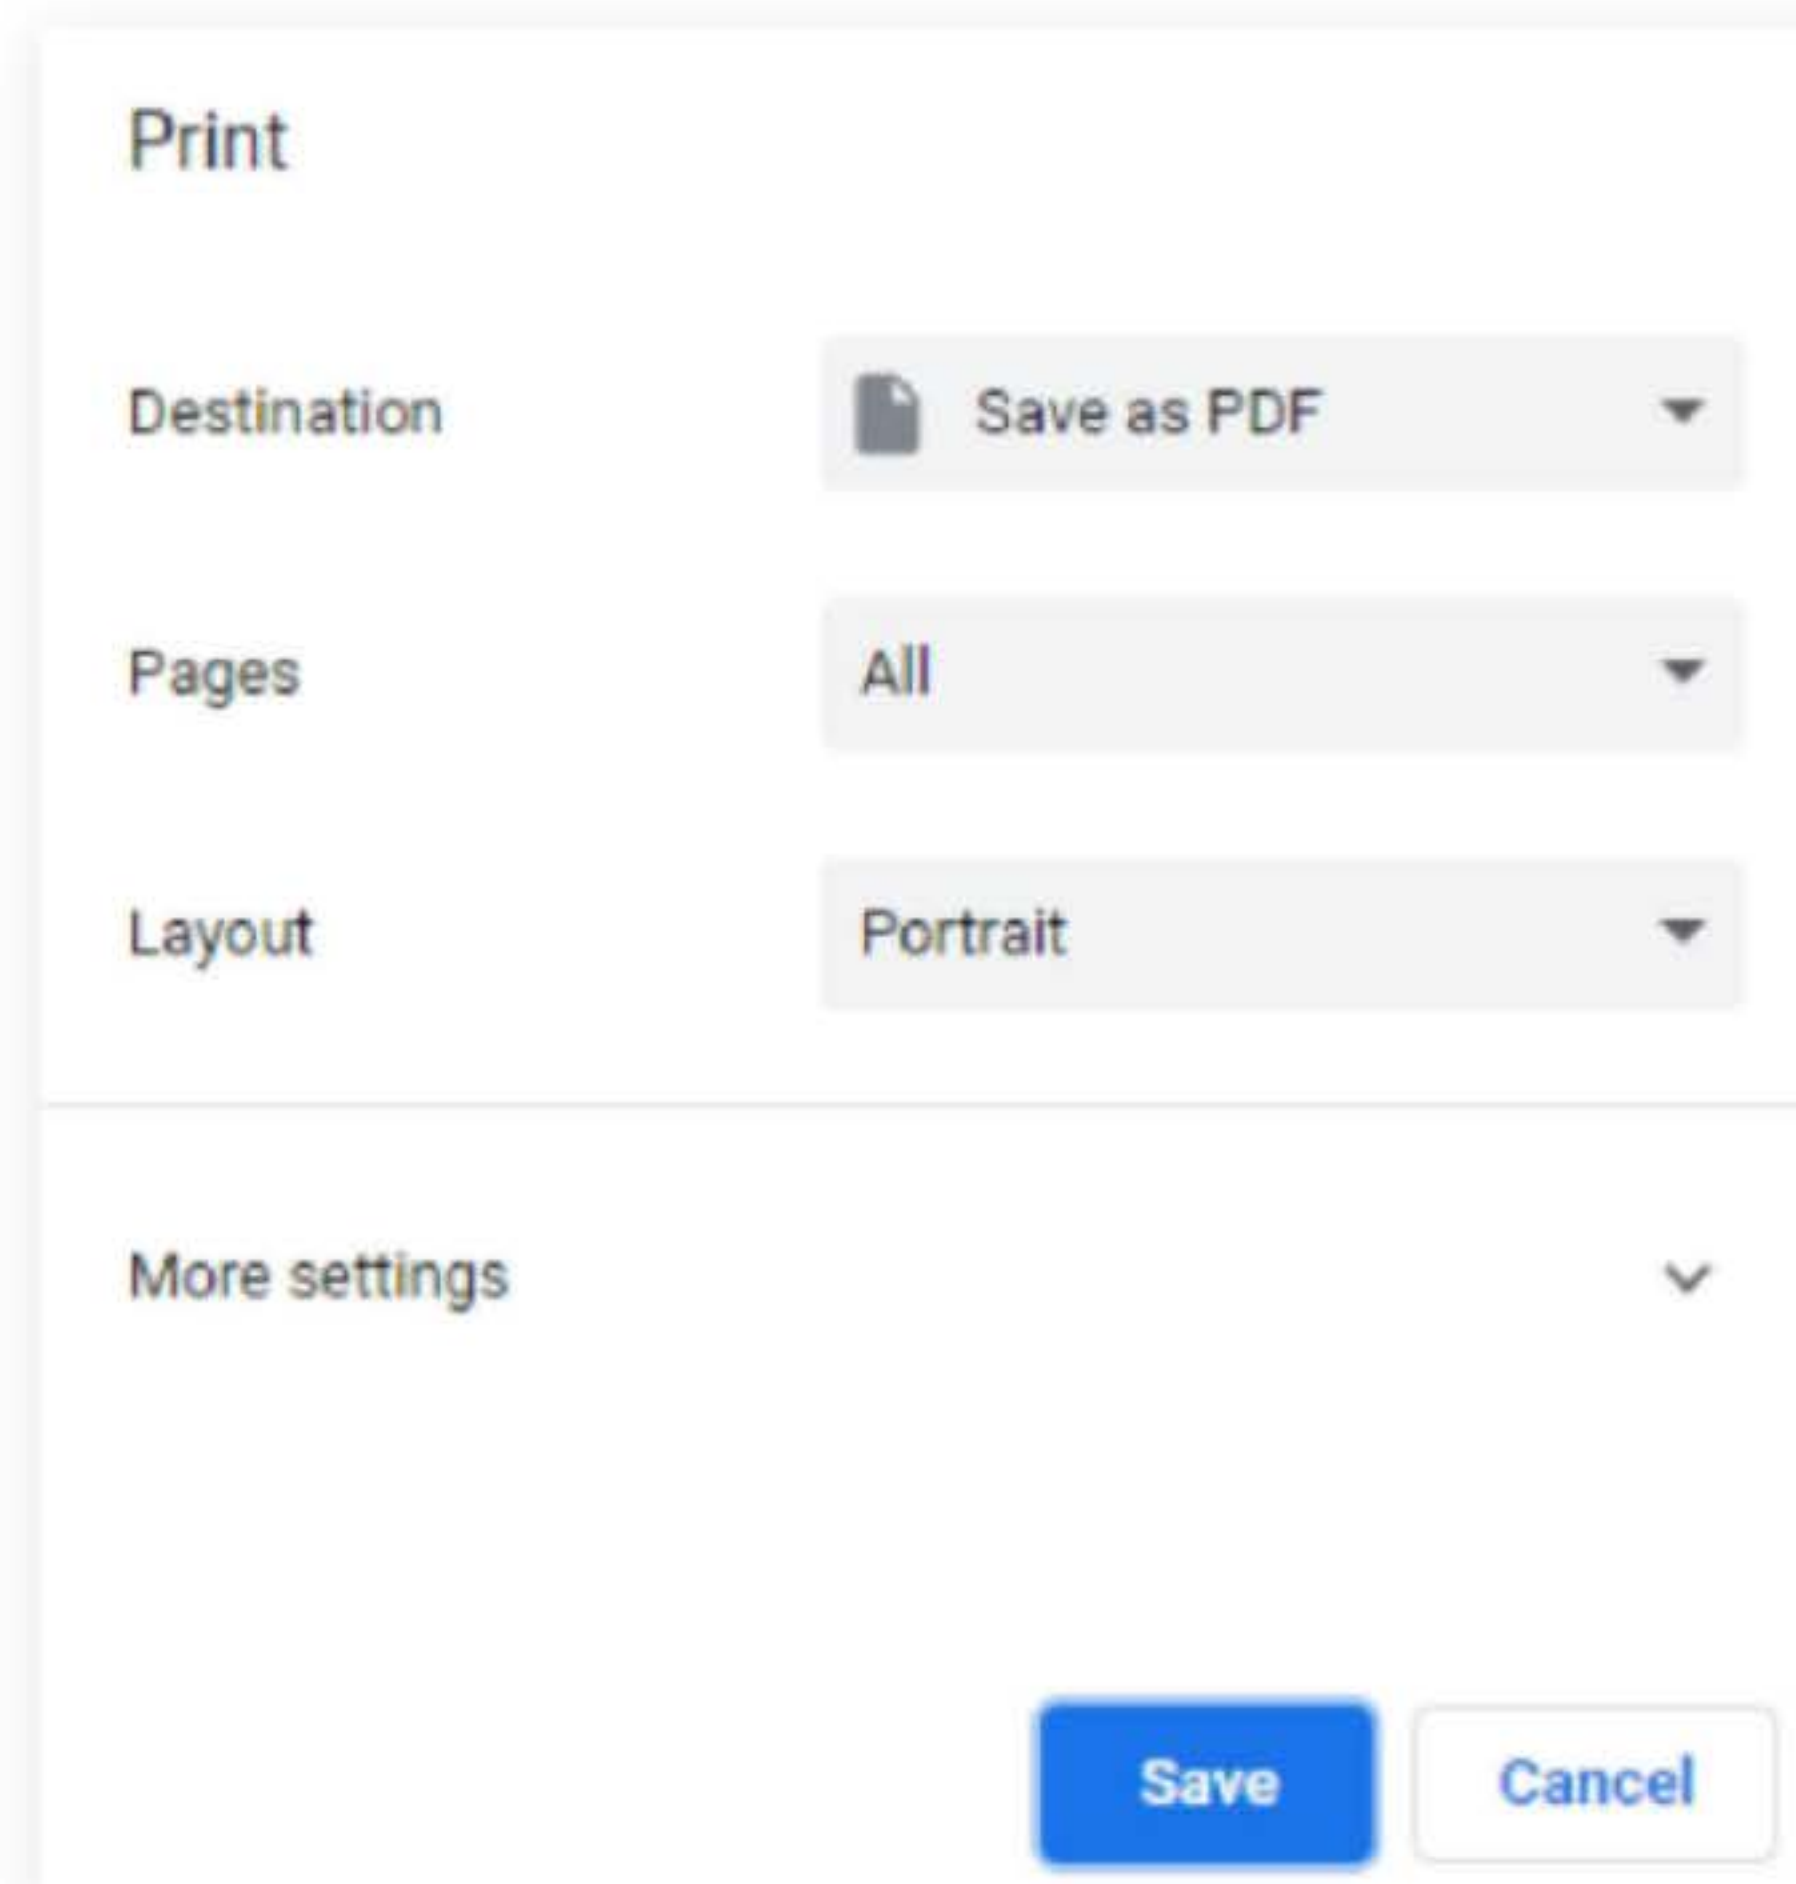 Print
Destination Save as PDF
Pages All
Layout Portrait
More settings
Save Cancel